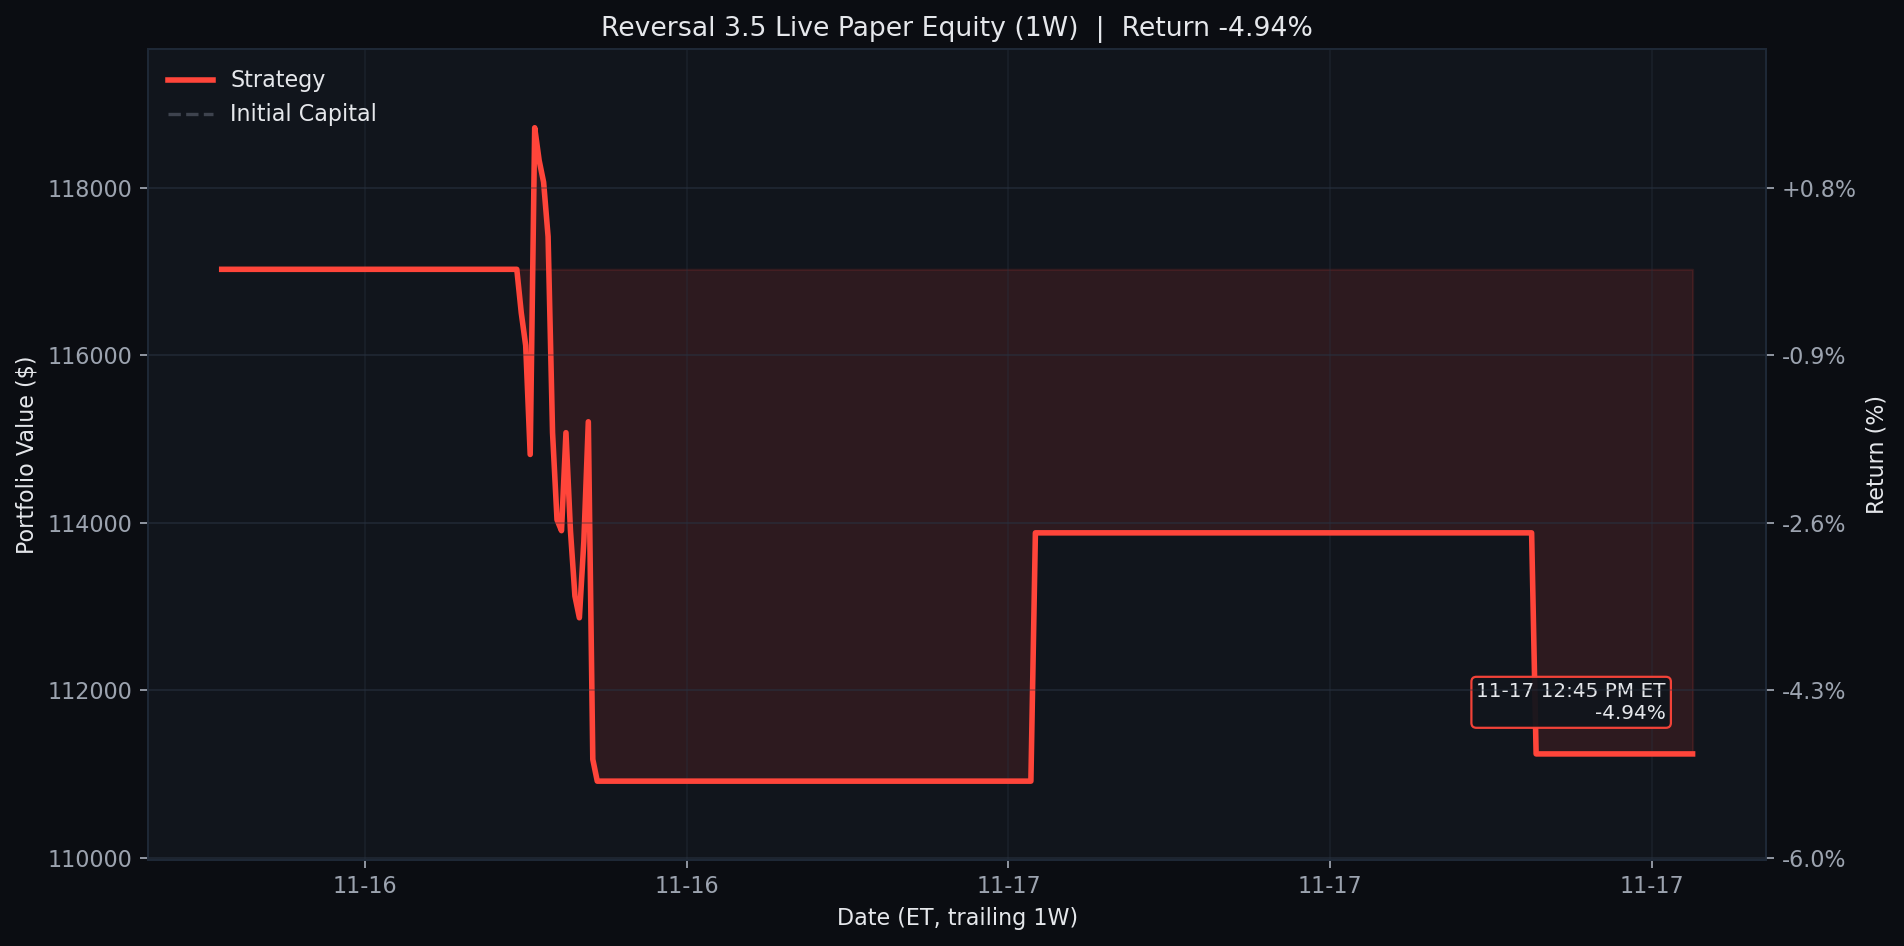 Reversal 3.5 Live Paper Equity (1W)  |  Return -4.94%
Strategy
Initial Capital
Portfolio Value ($)
118000
116000
114000
112000
110000
+0.8%
-0.9%
-2.6%
-4.3%
-6.0%
Return (%)
11-17 12:45 PM ET
-4.94%
11-16
11-16
11-17
11-17
11-17
Date (ET, trailing 1W)